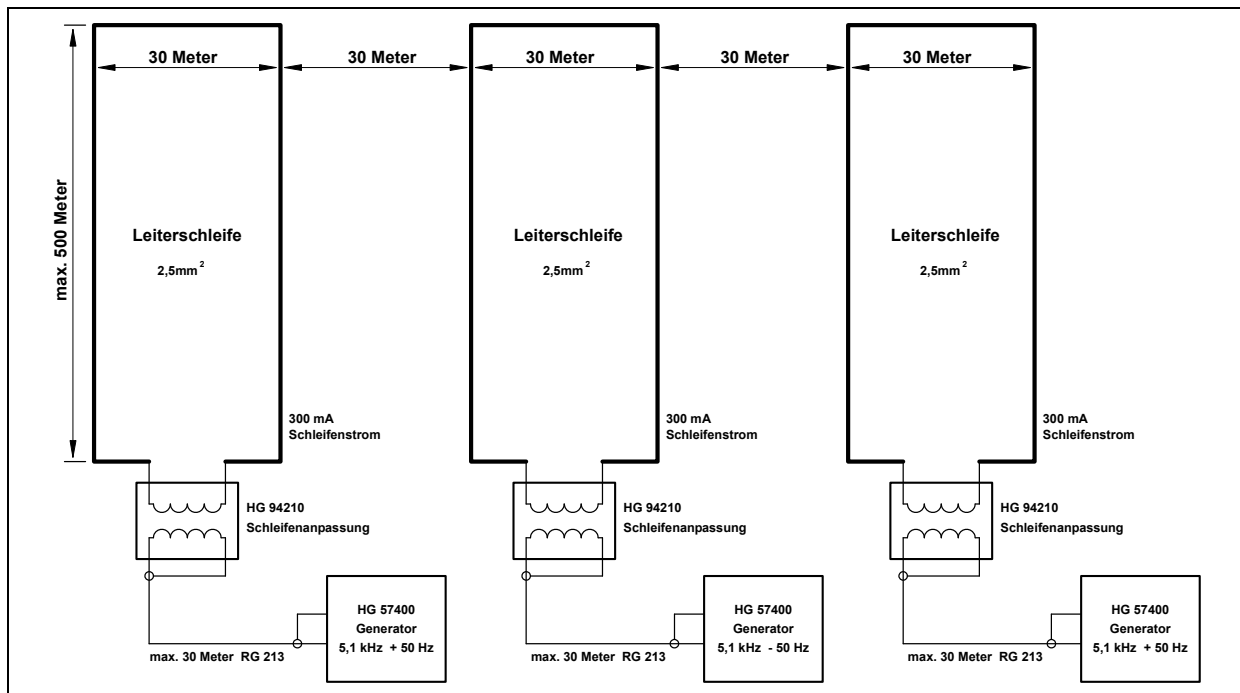 30 Meter
30 Meter
30 Meter
30 Meter
30 Meter
max. 500 Meter
Leiterschleife
2,5mm²
Leiterschleife
2,5mm²
Leiterschleife
2,5mm²
300 mA
Schleifenstrom
300 mA
Schleifenstrom
300 mA
Schleifenstrom
HG 94210
Schleifenanpassung
HG 94210
Schleifenanpassung
HG 94210
Schleifenanpassung
HG 57400
Generator
5,1 kHz + 50 Hz
HG 57400
Generator
5,1 kHz - 50 Hz
HG 57400
Generator
5,1 kHz + 50 Hz
max. 30 Meter RG 213
max. 30 Meter RG 213
max. 30 Meter RG 213